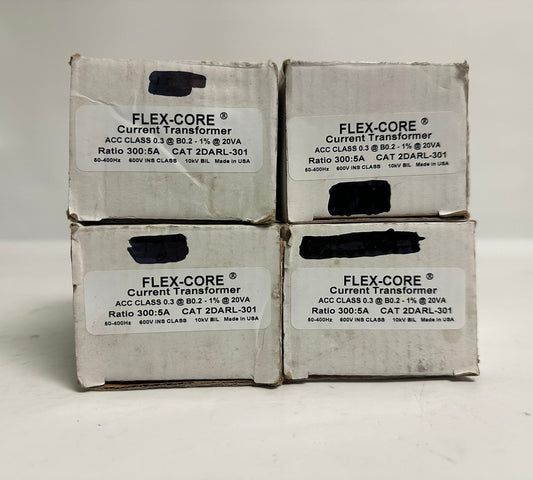 FLEX-CORE ®
Current Transformer
ACC CLASS 0.3 @ B0.2 - 1% @ 20VA
Ratio 300:5A CAT 2DARL-301
50-400Hz 600V INS CLASS 10kV BIL Made in USA
FLEX-CORE ®
Current Transformer
ACC CLASS 0.3 @ B0.2 - 1% @ 20VA
Ratio 300:5A CAT 2DARL-301
50-400Hz 600V INS CLASS 10kV BIL Made in USA
FLEX-CORE ®
Current Transformer
ACC CLASS 0.3 @ B0.2 - 1% @ 20VA
Ratio 300:5A CAT 2DARL-301
50-400Hz 600V INS CLASS 10kV BIL Made in USA
FLEX-CORE ®
Current Transformer
ACC CLASS 0.3 @ B0.2 - 1% @ 20VA
Ratio 300:5A CAT 2DARL-301
50-400Hz 600V INS CLASS 10kV BIL Made in USA